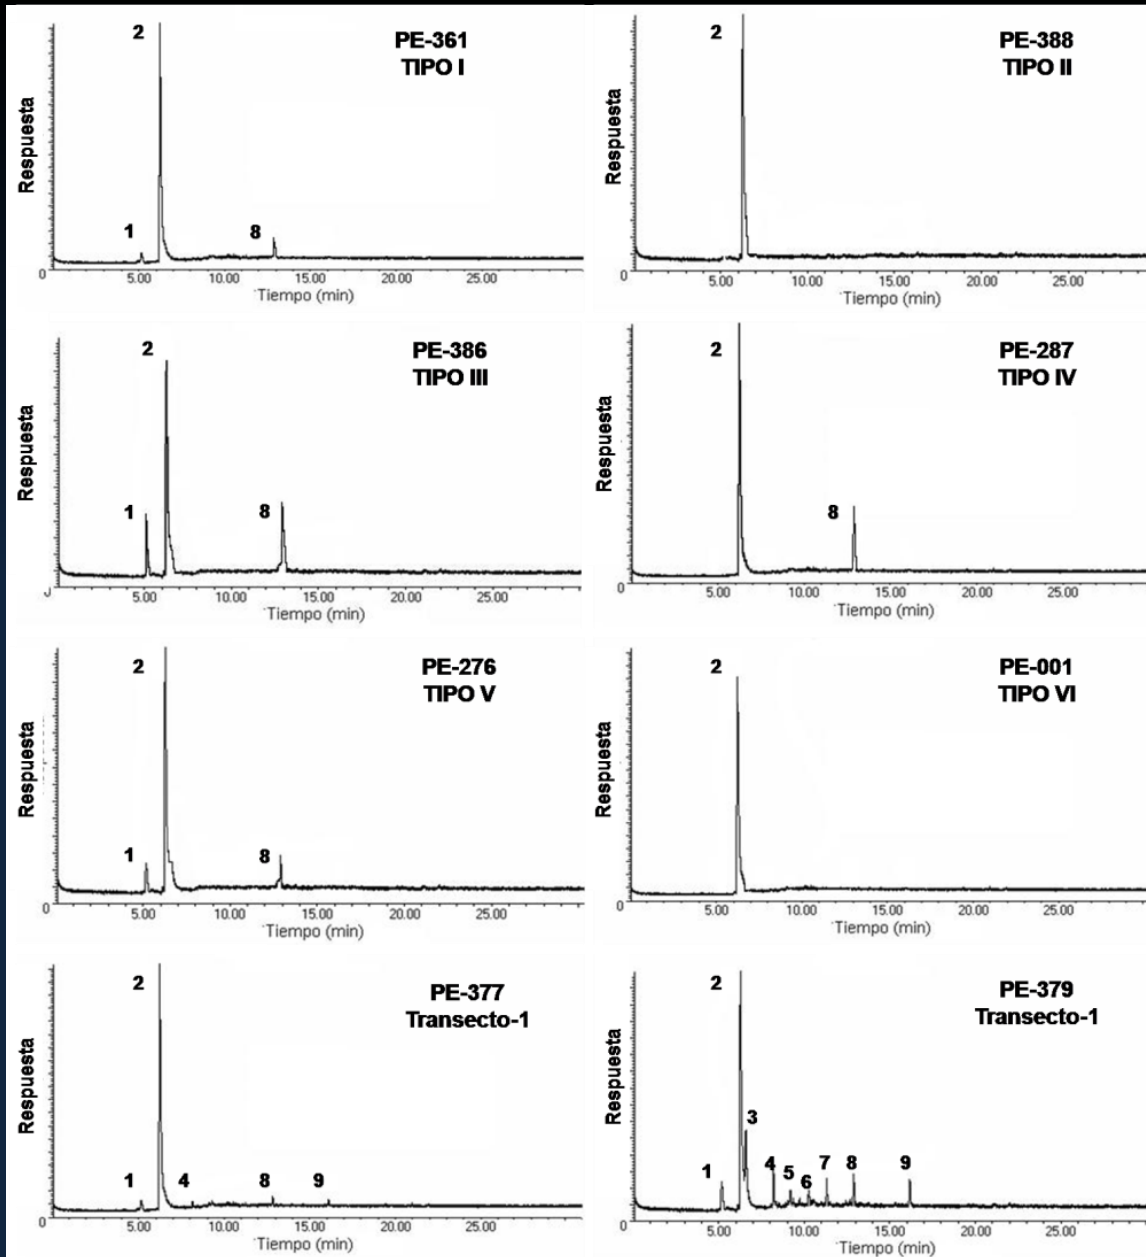 2
PE-361
TIPO I
Respuesta
1
8
0
5.00 10.00 15.00 20.00 25.00
Tiempo (min)
2
PE-388
TIPO II
Respuesta
0
5.00 10.00 15.00 20.00 25.00
Tiempo (min)
2
PE-386
TIPO III
Respuesta
1
8
5.00 10.00 15.00 20.00 25.00
Tiempo (min)
2
PE-287
TIPO IV
Respuesta
8
0
5.00 10.00 15.00 20.00 25.00
Tiempo (min)
2
PE-276
TIPO V
Respuesta
1
8
0
5.00 10.00 15.00 20.00 25.00
Tiempo (min)
2
PE-001
TIPO VI
Respuesta
0
5.00 10.00 15.00 20.00 25.00
Tiempo (min)
2
PE-377
Transecto-1
Respuesta
1
4
8
9
0
5.00 10.00 15.00 20.00 25.00
Tiempo (min)
2
PE-379
Transecto-1
Respuesta
3
1
4
5
6
7
8
9
0
5.00 10.00 15.00 20.00 25.00
Tiempo (min)